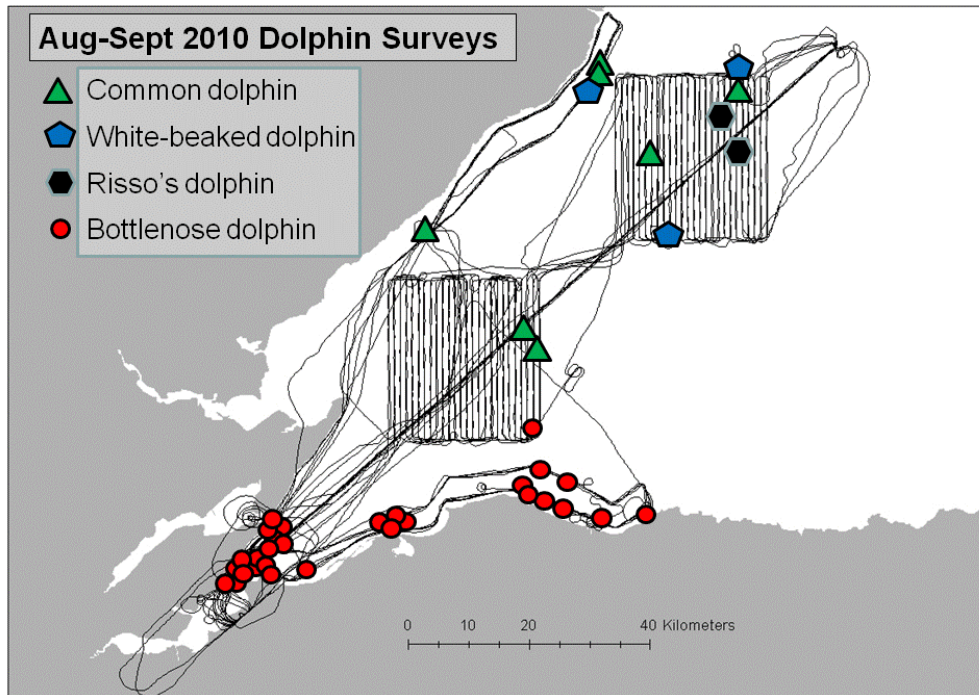 Aug-Sept 2010 Dolphin Surveys
Common dolphin
White-beaked dolphin
Risso's dolphin
Bottlenose dolphin
0 10 20 40 Kilometers